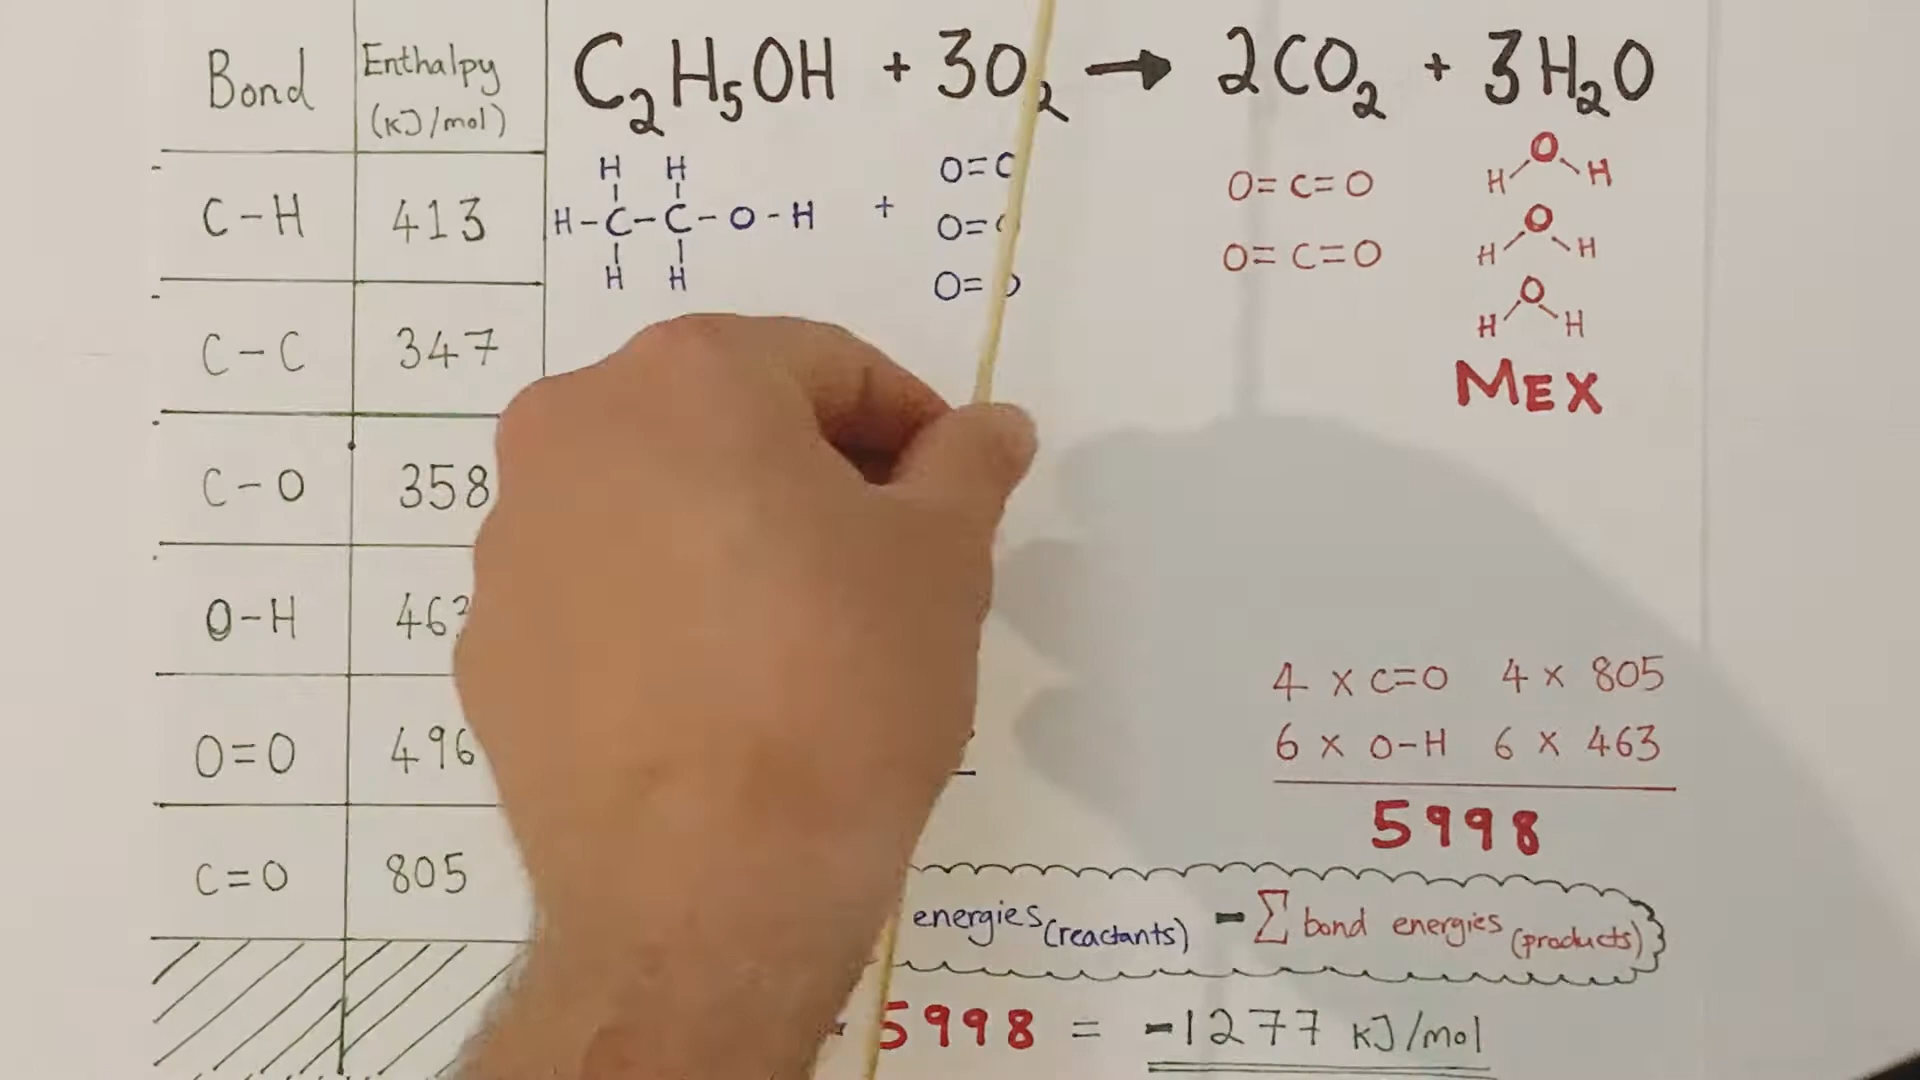 Bond Enthalpy (KJ/mol)
C-H 413
C-C 347
C-O 358
O-H
O=O 496
C=O 805
C₂H₅OH + 3O₂ → 2CO₂ + 3H₂O
H H
H-C-C-O-H +
H H
O=
O=
O=
O=C=O
O=C=O
O
H H
O
H H
O
H H
MEX
4 x C=O 4 x 805
6 x O-H 6 x 463
5998
energies(reactants) - Σ bond energies(products)
5998 = -1277 KJ/mol